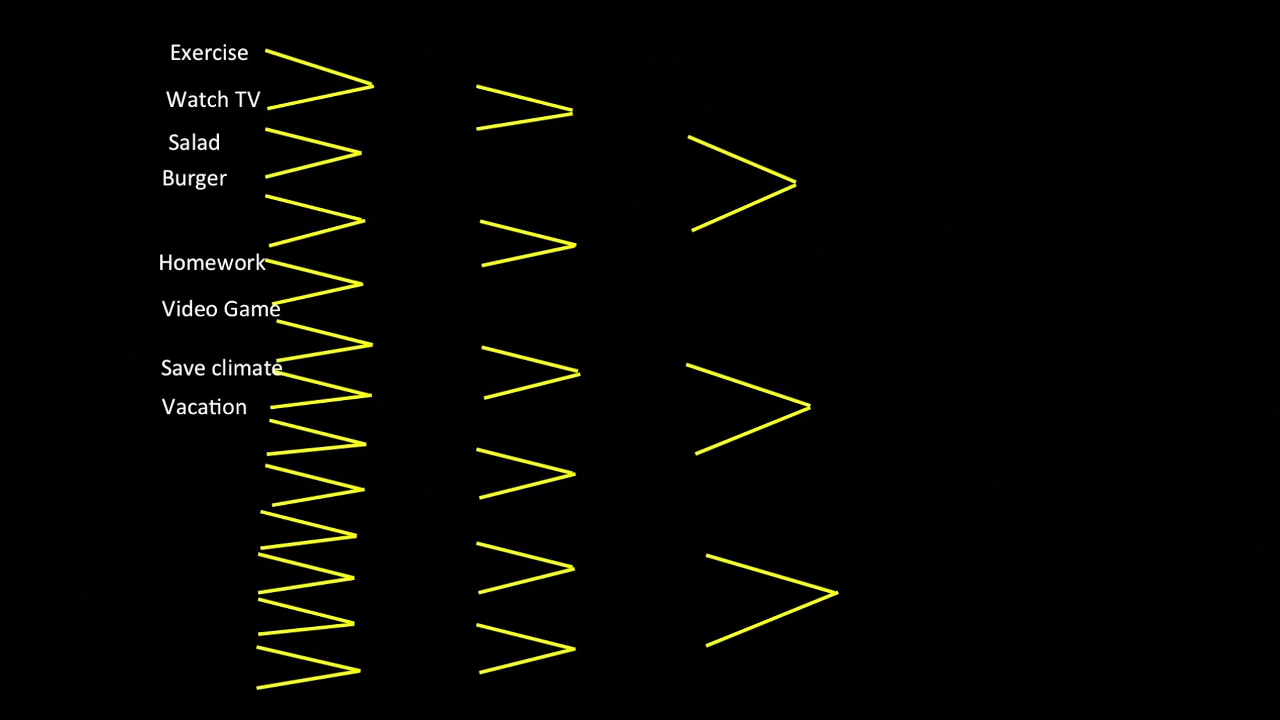 Exercise
Watch TV
Salad
Burger
Homework
Video Game
Save climate
Vacation